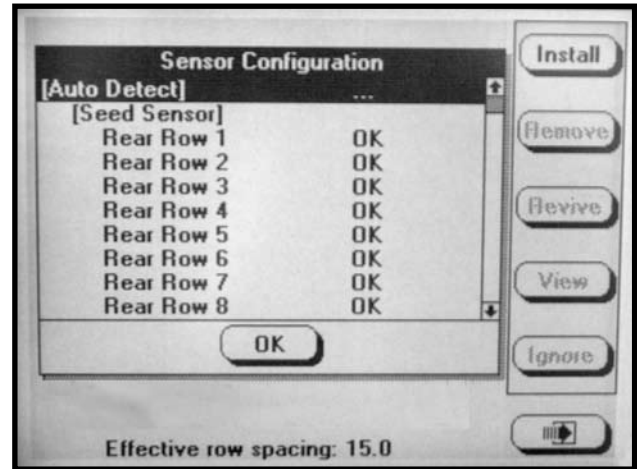 Sensor Configuration
[Auto Detect] ...
[Seed Sensor]
Rear Row 1 OK
Rear Row 2 OK
Rear Row 3 OK
Rear Row 4 OK
Rear Row 5 OK
Rear Row 6 OK
Rear Row 7 OK
Rear Row 8 OK
OK
Effective row spacing: 15.0
Install
Remove
Revive
View
Ignore